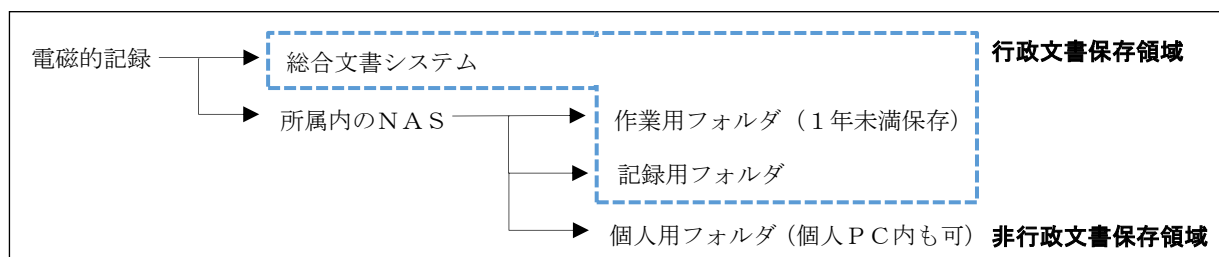 電磁的記録
総合文書システム
行政文書保存領域
所属内のＮＡＳ
作業用フォルダ（１年未満保存）
記録用フォルダ
個人用フォルダ（個人ＰＣ内も可）
非行政文書保存領域